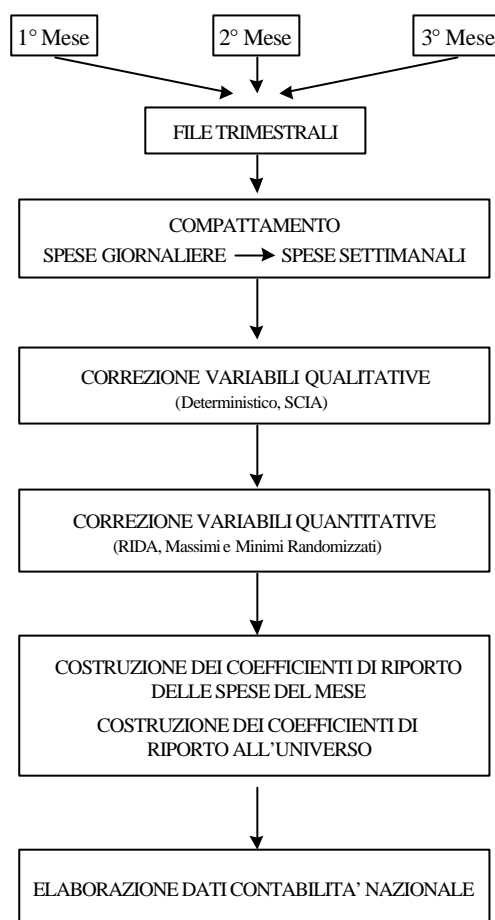 1° Mese 2° Mese 3° Mese
FILE TRIMESTRALI
COMPATTAMENTO
SPESE GIORNALIERE → SPESE SETTIMANALI
CORREZIONE VARIABILI QUALITATIVE
(Deterministico, SCIA)
CORREZIONE VARIABILI QUANTITATIVE
(RIDA, Massimi e Minimi Randomizzati)
COSTRUZIONE DEI COEFFICIENTI DI RIPORTO
DELLE SPESE DEL MESE
COSTRUZIONE DEI COEFFICIENTI DI
RIPORTO ALL’UNIVERSO
ELABORAZIONE DATI CONTABILITA’ NAZIONALE